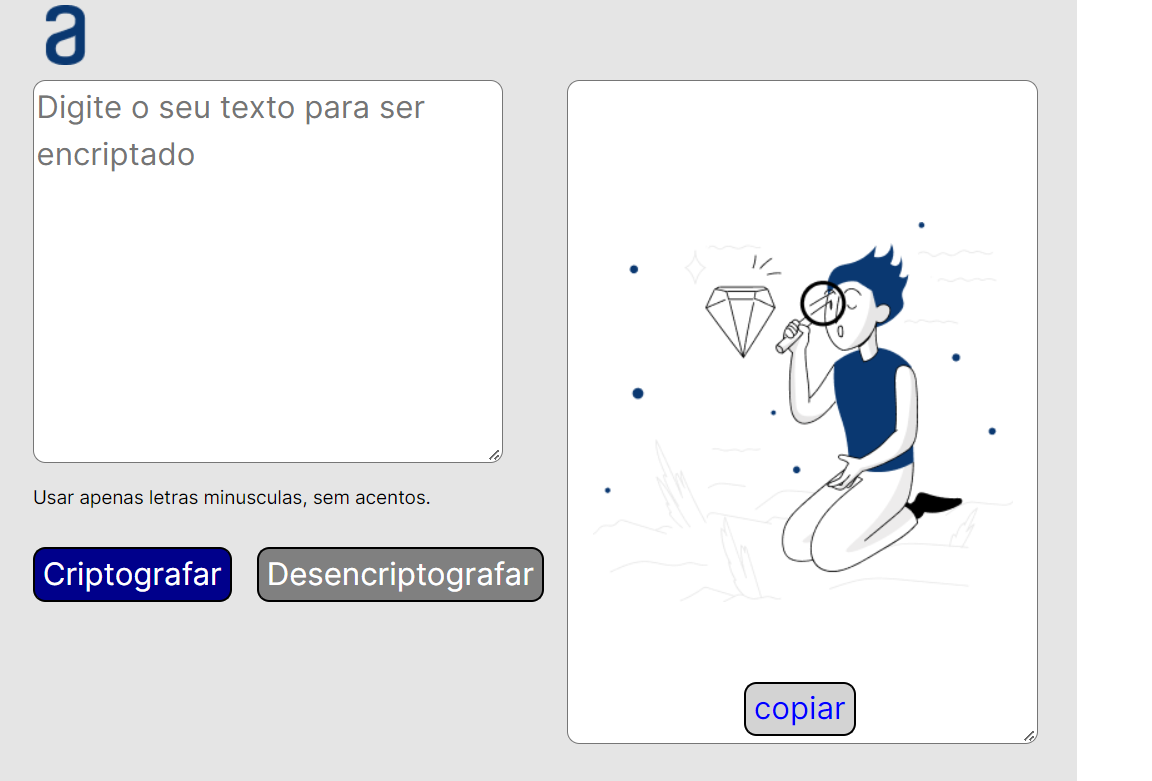 a
Digite o seu texto para ser
encriptado
Usar apenas letras minusculas, sem acentos.
Criptografar
Desencriptografar
copiar